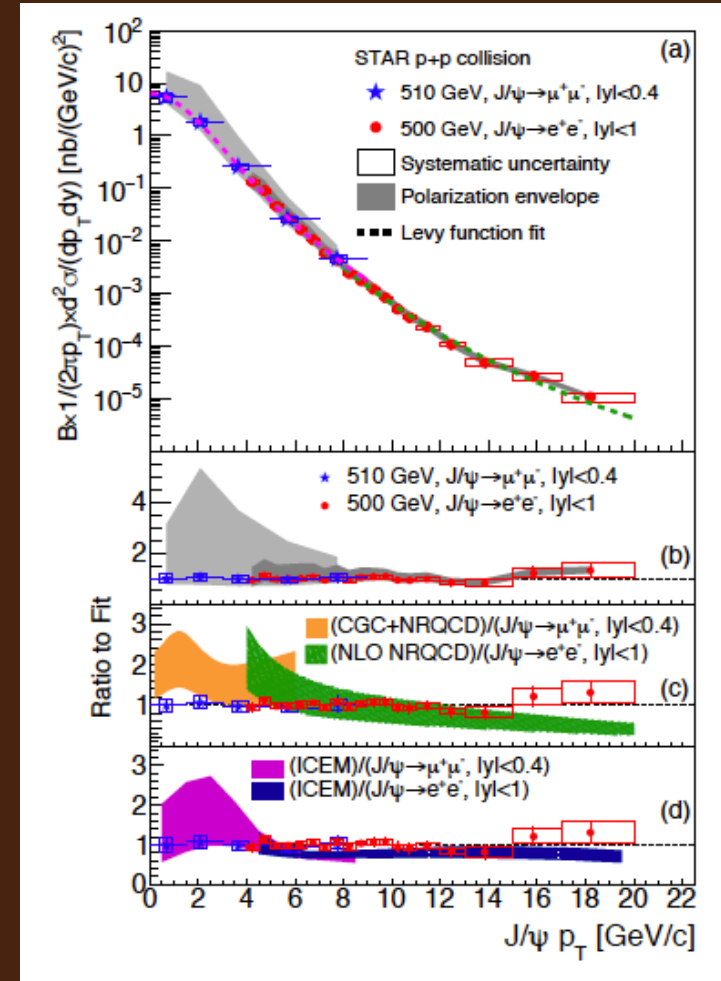 (a)
STAR p+p collision
510 GeV, J/ψ→μ⁺μ⁻, |y|<0.4
500 GeV, J/ψ→e⁺e⁻, |y|<1
Systematic uncertainty
Polarization envelope
Levy function fit
B×1/(2πp_T)×d²σ/(dp_T dy) [nb/(GeV/c)²]
10²
10
1
10⁻¹
10⁻²
10⁻³
10⁻⁴
10⁻⁵
510 GeV, J/ψ→μ⁺μ⁻, |y|<0.4
500 GeV, J/ψ→e⁺e⁻, |y|<1
(b)
4
2
Ratio to Fit
(CGC+NRQCD)/(J/ψ→μ⁺μ⁻, |y|<0.4)
(NLO NRQCD)/(J/ψ→e⁺e⁻, |y|<1)
(c)
3
2
1
(ICEM)/(J/ψ→μ⁺μ⁻, |y|<0.4)
(ICEM)/(J/ψ→e⁺e⁻, |y|<1)
(d)
3
2
1
0
0 2 4 6 8 10 12 14 16 18 20 22
J/ψ p_T [GeV/c]